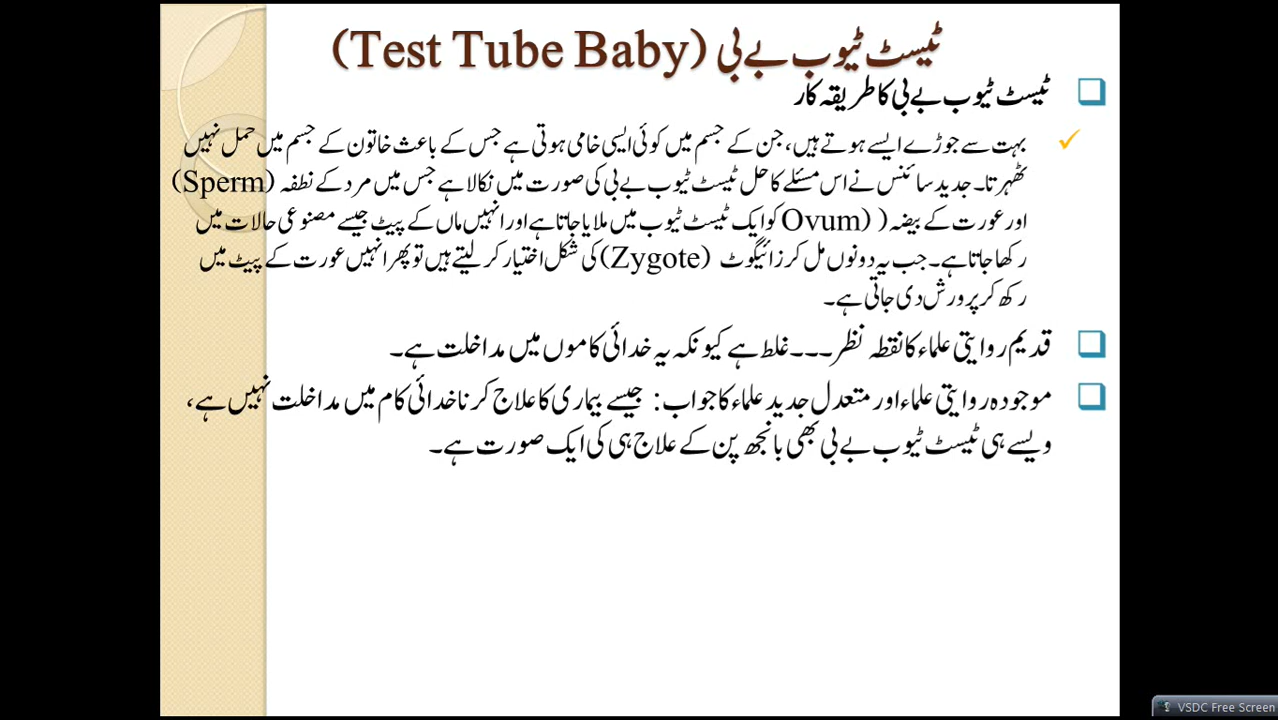 ٹیسٹ ٹیوب بے بی (Test Tube Baby)
ٹیسٹ ٹیوب بے بی کا طریقہ کار
بہت سے جوڑے ایسے ہوتے ہیں، جن کے جسم میں کوئی ایسی خامی ہوتی ہے جس کے باعث خاتون کے جسم میں حمل نہیں
ٹھہرتا۔ جدید سائنس نے اس مسئلے کا حل ٹیسٹ ٹیوب بے بی کی صورت میں نکالا ہے جس میں مرد کے نطفہ (Sperm)
اور عورت کے بیضہ ( (Ovum کو ایک ٹیسٹ ٹیوب میں ملایا جاتا ہے اور انہیں ماں کے پیٹ جیسے مصنوعی حالات میں
رکھا جاتا ہے۔ جب یہ دونوں مل کر زائیگوٹ (Zygote) کی شکل اختیار کر لیتے ہیں تو پھر انہیں عورت کے پیٹ میں
رکھ کر پرورش دی جاتی ہے۔
قدیم روایتی علماء کا نقطہ نظر ۔۔۔ غلط ہے کیونکہ یہ خدائی کاموں میں مداخلت ہے۔
موجودہ روایتی علماء اور معتدل جدید علماء کا جواب: جیسے بیماری کا علاج کرنا خدائی کام میں مداخلت نہیں ہے،
ویسے ہی ٹیسٹ ٹیوب بے بی بھی بانجھ پن کے علاج ہی کی ایک صورت ہے۔
VSDC Free Screen